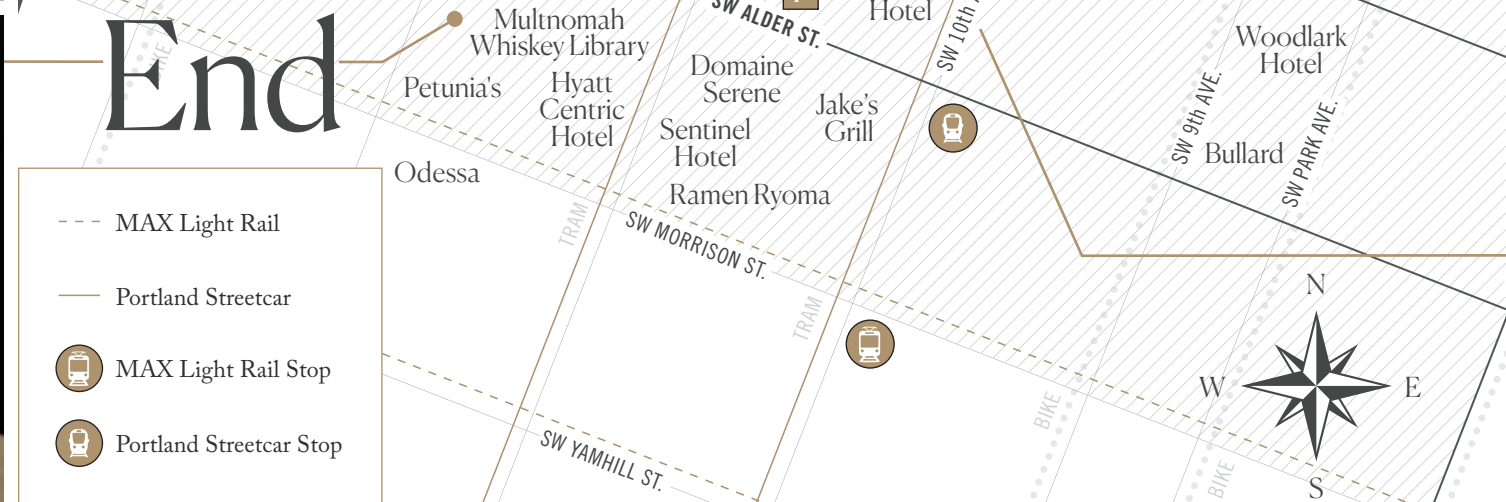 End
Multnomah
Whiskey Library
Petunia's
Hyatt
Centric
Hotel
Odessa
SW ALDER ST.
Hotel
Domaine
Serene
Sentinel
Hotel
Jake's
Grill
Ramen Ryoma
SW 10th
Woodlark
Hotel
SW 9th AVE.
Bullard
SW PARK AVE.
BIKE
TRAM
SW MORRISON ST.
TRAM
SW YAMHILL ST.
BIKE
BIKE
N
W
E
S
MAX Light Rail
Portland Streetcar
MAX Light Rail Stop
Portland Streetcar Stop